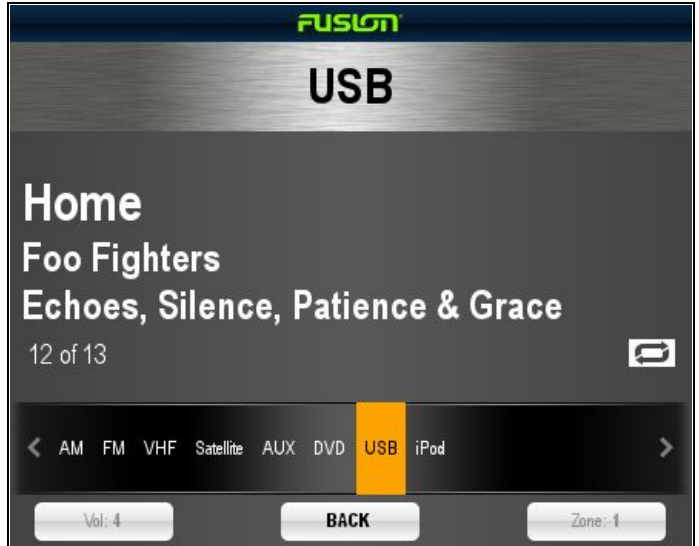 FUSION
USB
Home
Foo Fighters
Echoes, Silence, Patience & Grace
12 of 13
AM FM VHF Satellite AUX DVD USB iPod
Vol: 4 BACK Zone: 1